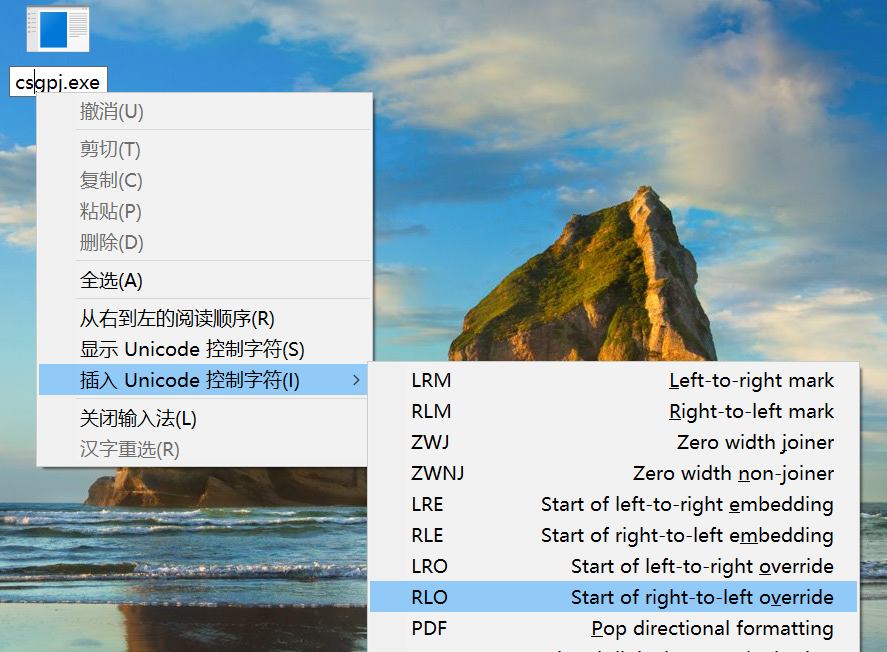 csgpj.exe
撤消(U)
剪切(T)
复制(C)
粘贴(P)
删除(D)
全选(A)
从右到左的阅读顺序(R)
显示 Unicode 控制字符(S)
插入 Unicode 控制字符(I)
关闭输入法(L)
汉字重选(R)
LRM Left-to-right mark
RLM Right-to-left mark
ZWJ Zero width joiner
ZWNJ Zero width non-joiner
LRE Start of left-to-right embedding
RLE Start of right-to-left embedding
LRO Start of left-to-right override
RLO Start of right-to-left override
PDF Pop directional formatting